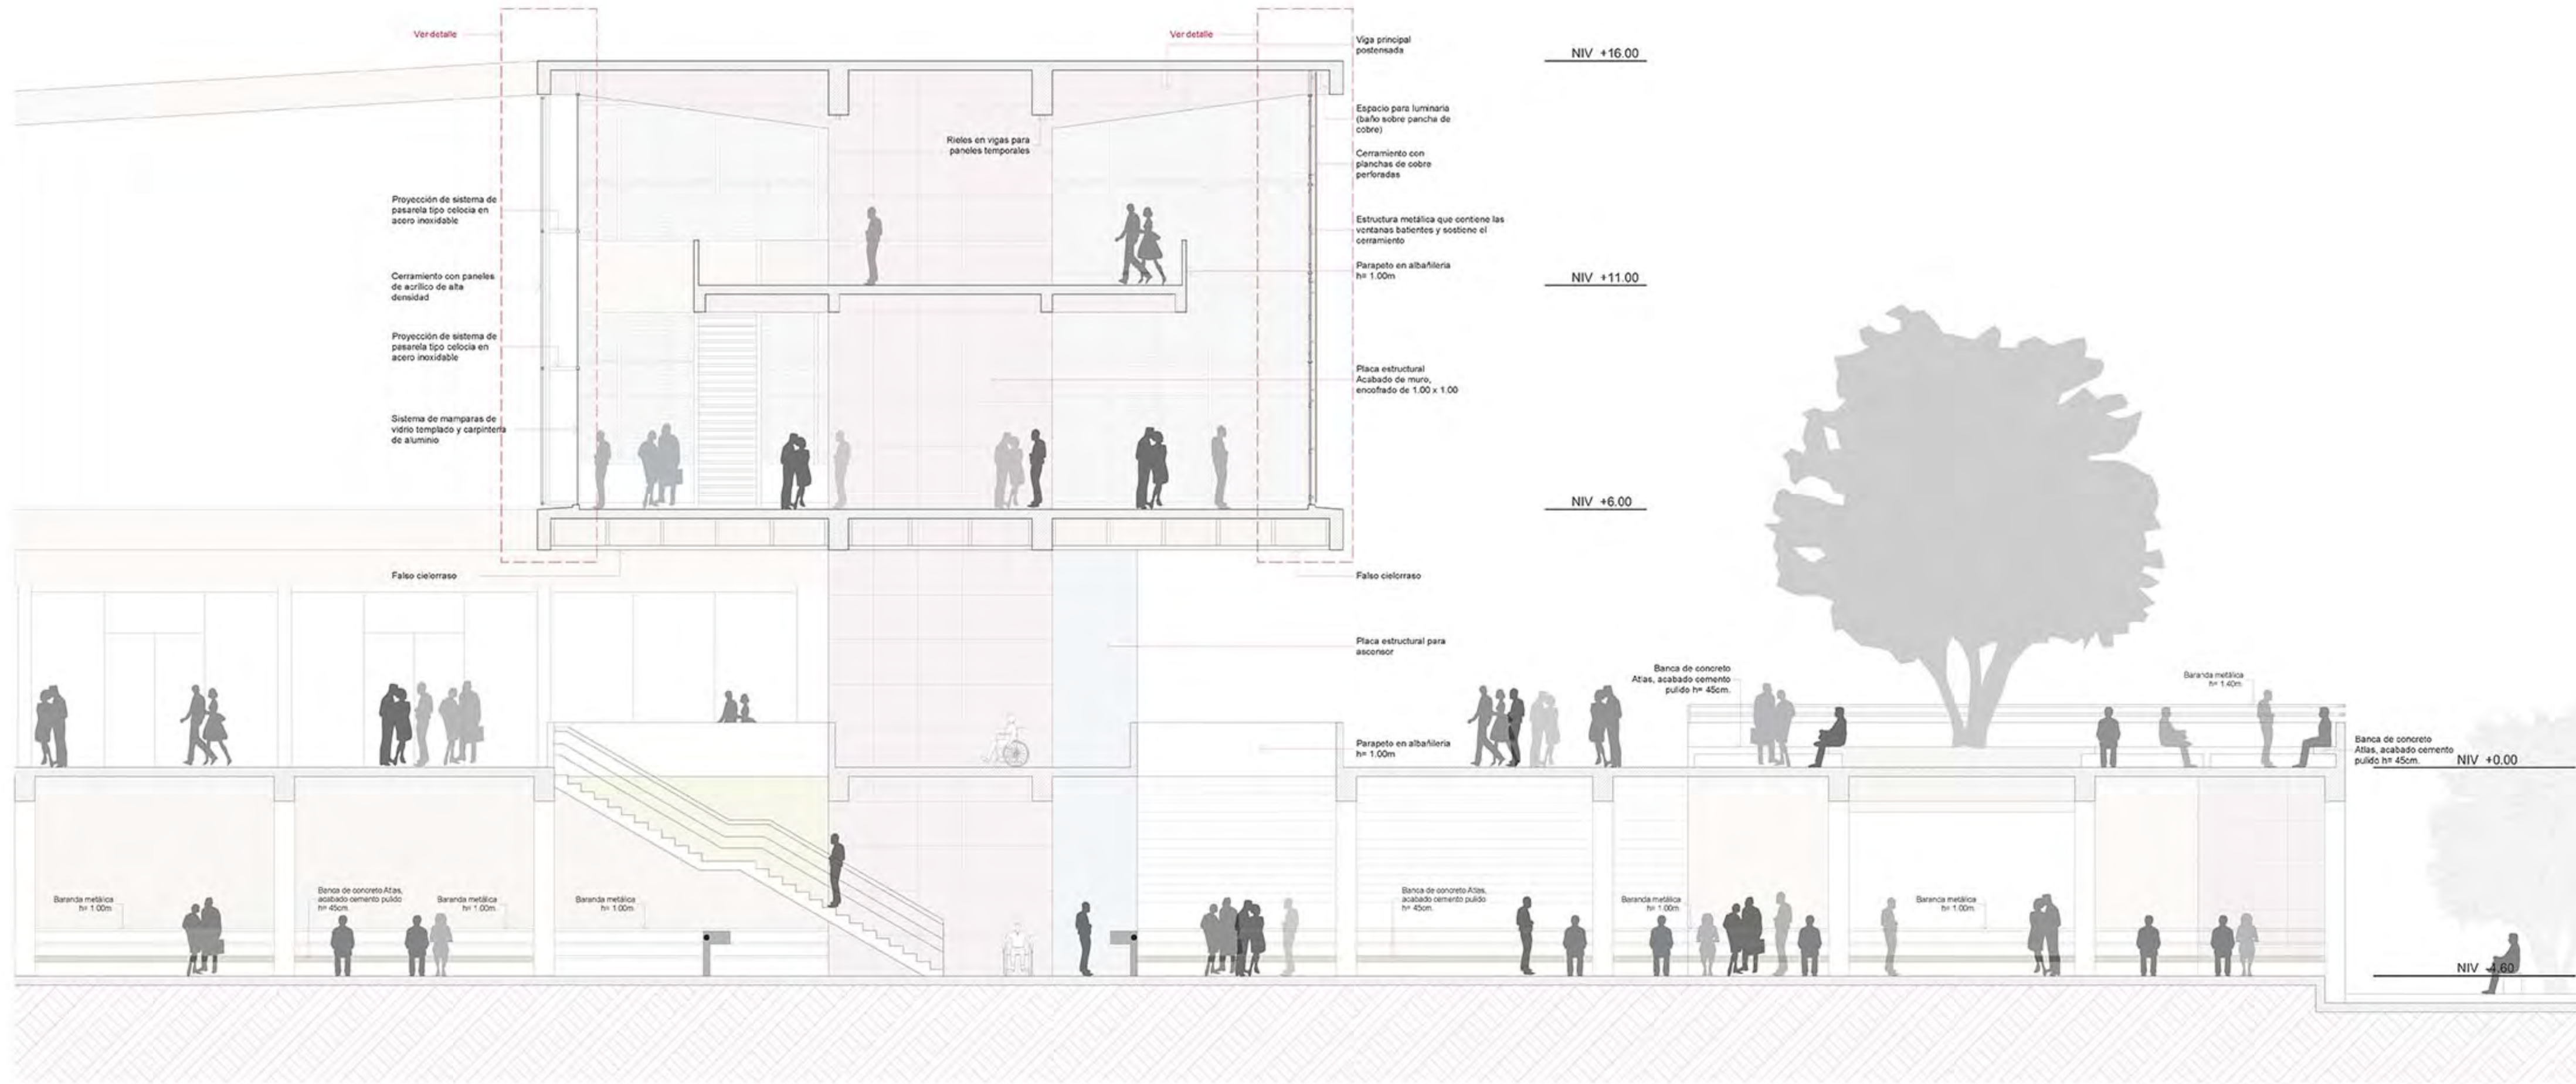 Ver detalle
Ver detalle
Viga principal
postensada
NIV +16.00
Espacio para luminaria
(baño sobre pancha de
cobre)
Rieles en vigas para
paneles temporales
Cerramiento con
planchas de cobre
perforadas
Proyección de sistema de
pasarela tipo celocia en
acero inoxidable
Estructura metálica que contiene las
ventanas batientes y sostiene el
cerramiento
Parapeto en albañilería
h= 1.00m
NIV +11.00
Cerramiento con paneles
de acrílico de alta
densidad
Proyección de sistema de
pasarela tipo celocia en
acero inoxidable
Placa estructural
Acabado de muro,
encofrado de 1.00 x 1.00
Sistema de mamparas de
vidrio templado y carpintería
de aluminio
NIV +6.00
Falso cielorraso
Falso cielorraso
Placa estructural para
ascensor
Banca de concreto
Atlas, acabado cemento
pulido h= 45cm.
Baranda metálica
h= 1.40m
Parapeto en albañilería
h= 1.00m
Banca de concreto
Atlas, acabado cemento
pulido h= 45cm.
NIV +0.00
Baranda metálica
h= 1.00m
Banca de concreto Atlas,
acabado cemento pulido
h= 45cm.
Baranda metálica
h= 1.00m
Baranda metálica
h= 1.00m
Banca de concreto Atlas,
acabado cemento pulido
h= 45cm.
Baranda metálica
h= 1.00m
Baranda metálica
h= 1.00m
NIV -4.60